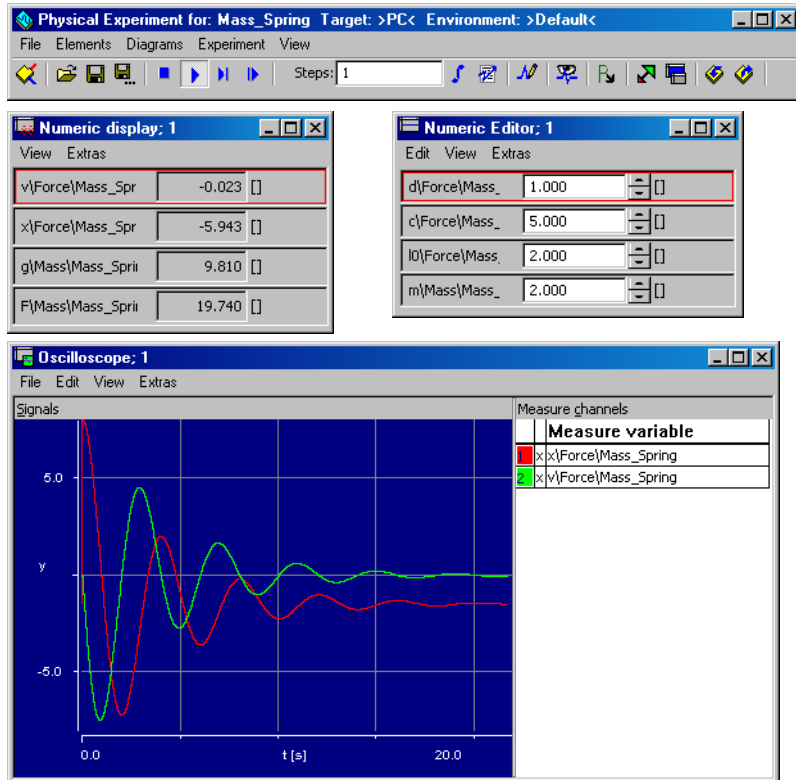 Physical Experiment for: Mass_Spring Target: >PC< Environment: >Default<
File Elements Diagrams Experiment View
Steps: 1
Numeric display; 1
View Extras
v\Force\Mass_Spr -0.023 []
x\Force\Mass_Spr -5.943 []
g\Mass\Mass_Sprin 9.810 []
F\Mass\Mass_Sprin 19.740 []
Numeric Editor; 1
Edit View Extras
d\Force\Mass_ 1.000 []
c\Force\Mass_ 5.000 []
l0\Force\Mass_ 2.000 []
m\Mass\Mass_ 2.000 []
Oscilloscope; 1
File Edit View Extras
Signals
5.0
y
-5.0
0.0 t [s] 20.0
Measure channels
Measure variable
1 x x\Force\Mass_Spring
2 x v\Force\Mass_Spring